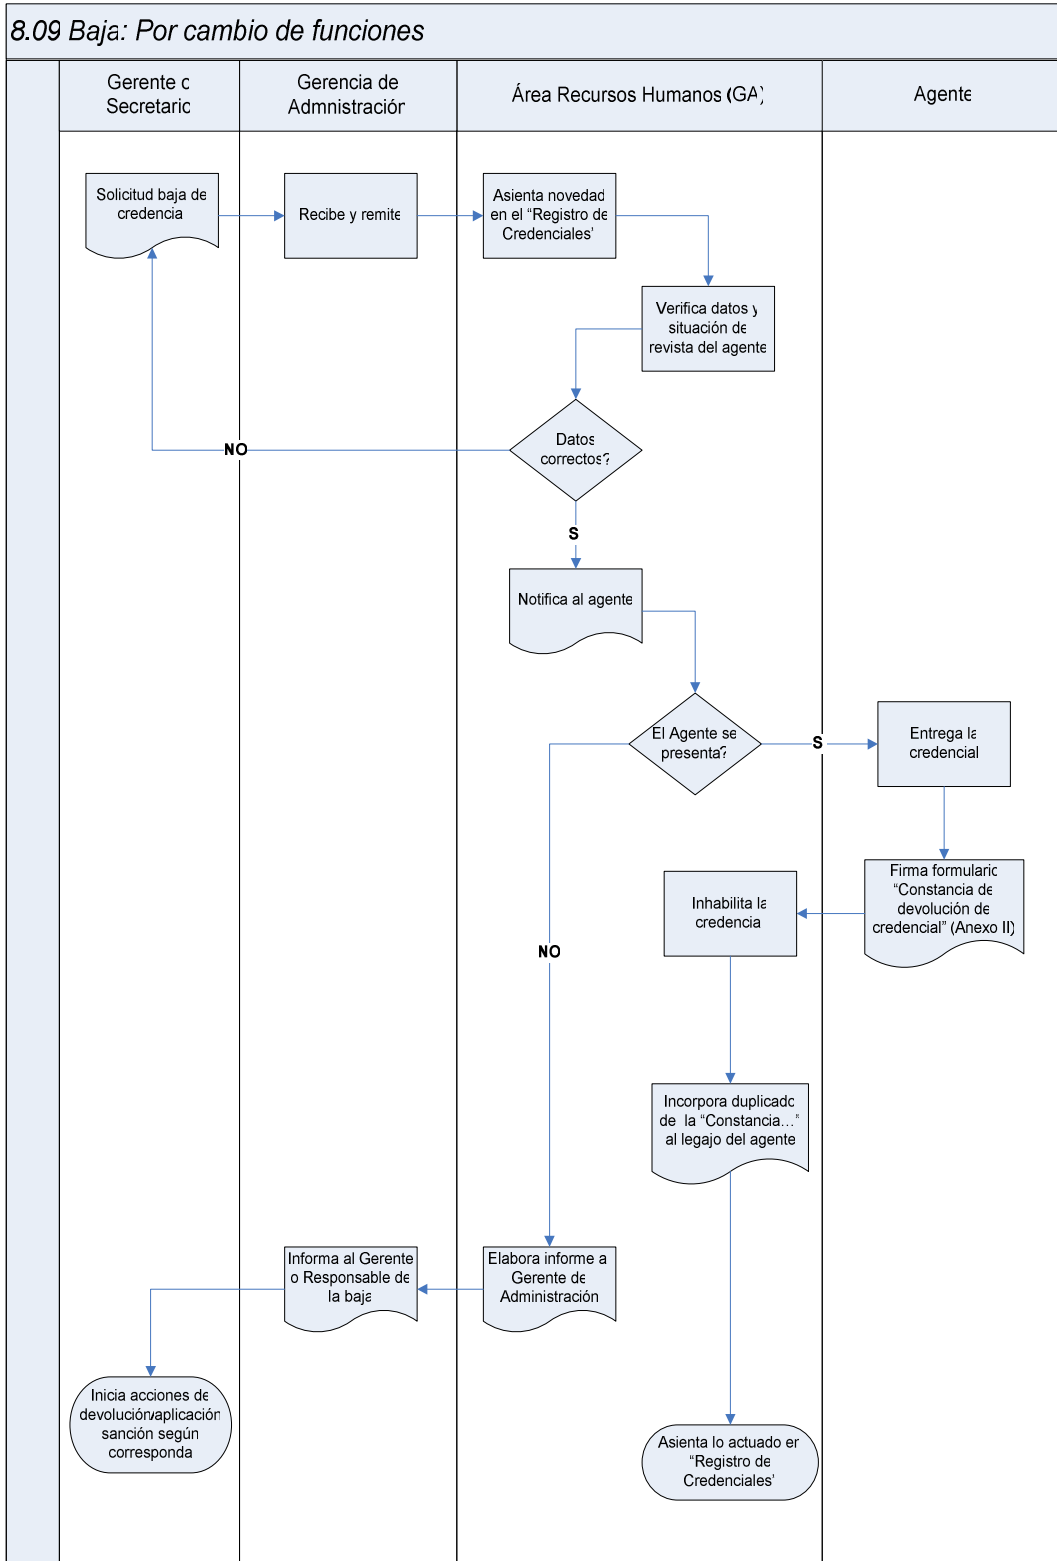 8.09 Baja: Por cambio de funciones
Gerente o
Secretario
Gerencia de
Admnistración
Área Recursos Humanos (GA)
Agente
Solicitud baja de
credencia
Recibe y remite
Asienta novedad
en el “Registro de
Credenciales”
Verifica datos y
situación de
revista del agente
Datos
correctos?
NO
S
Notifica al agente
El Agente se
presenta?
S
Entrega la
credencial
Firma formulario
“Constancia de
devolución de
credencial” (Anexo II)
Inhabilita la
credencia
NO
Incorpora duplicado
de la “Constancia...”
al legajo del agente
Informa al Gerente
o Responsable de
la baja
Elabora informe a
Gerente de
Administración
Inicia acciones de
devolución/aplicación
sanción según
corresponda
Asienta lo actuado en
“Registro de
Credenciales”